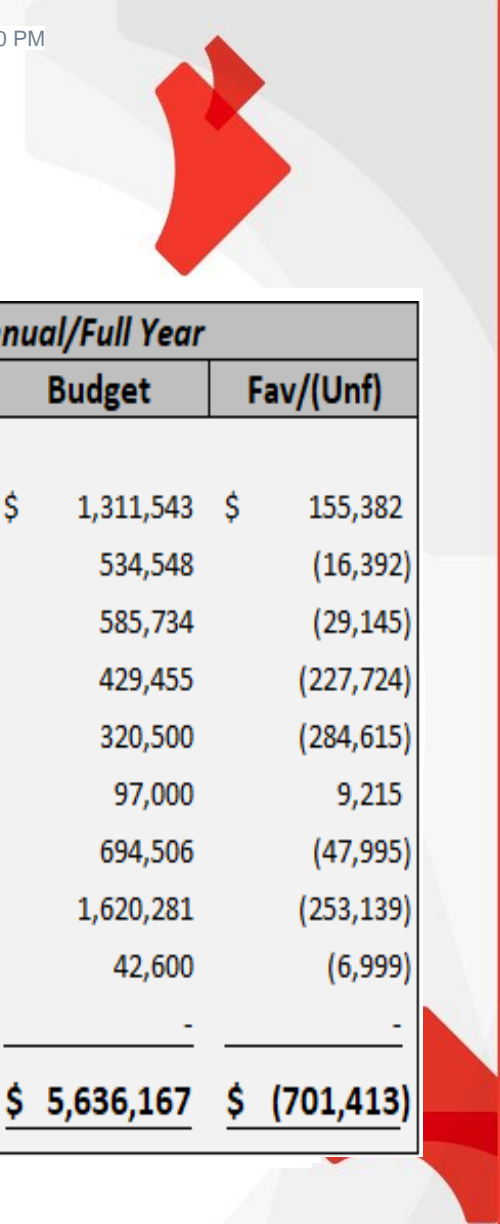 0 PM
nual/Full Year
Budget Fav/(Unf)
$ 1,311,543 $ 155,382
534,548 (16,392)
585,734 (29,145)
429,455 (227,724)
320,500 (284,615)
97,000 9,215
694,506 (47,995)
1,620,281 (253,139)
42,600 (6,999)
- -
$ 5,636,167 $ (701,413)